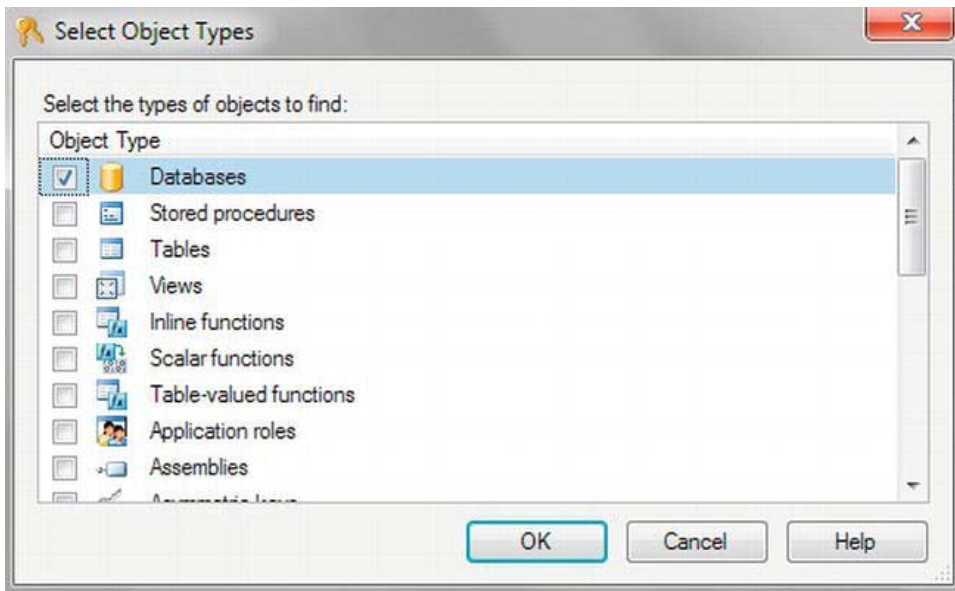 Select Object Types
Select the types of objects to find:
Object Type
Databases
Stored procedures
Tables
Views
Inline functions
Scalar functions
Table-valued functions
Application roles
Assemblies
OK Cancel Help